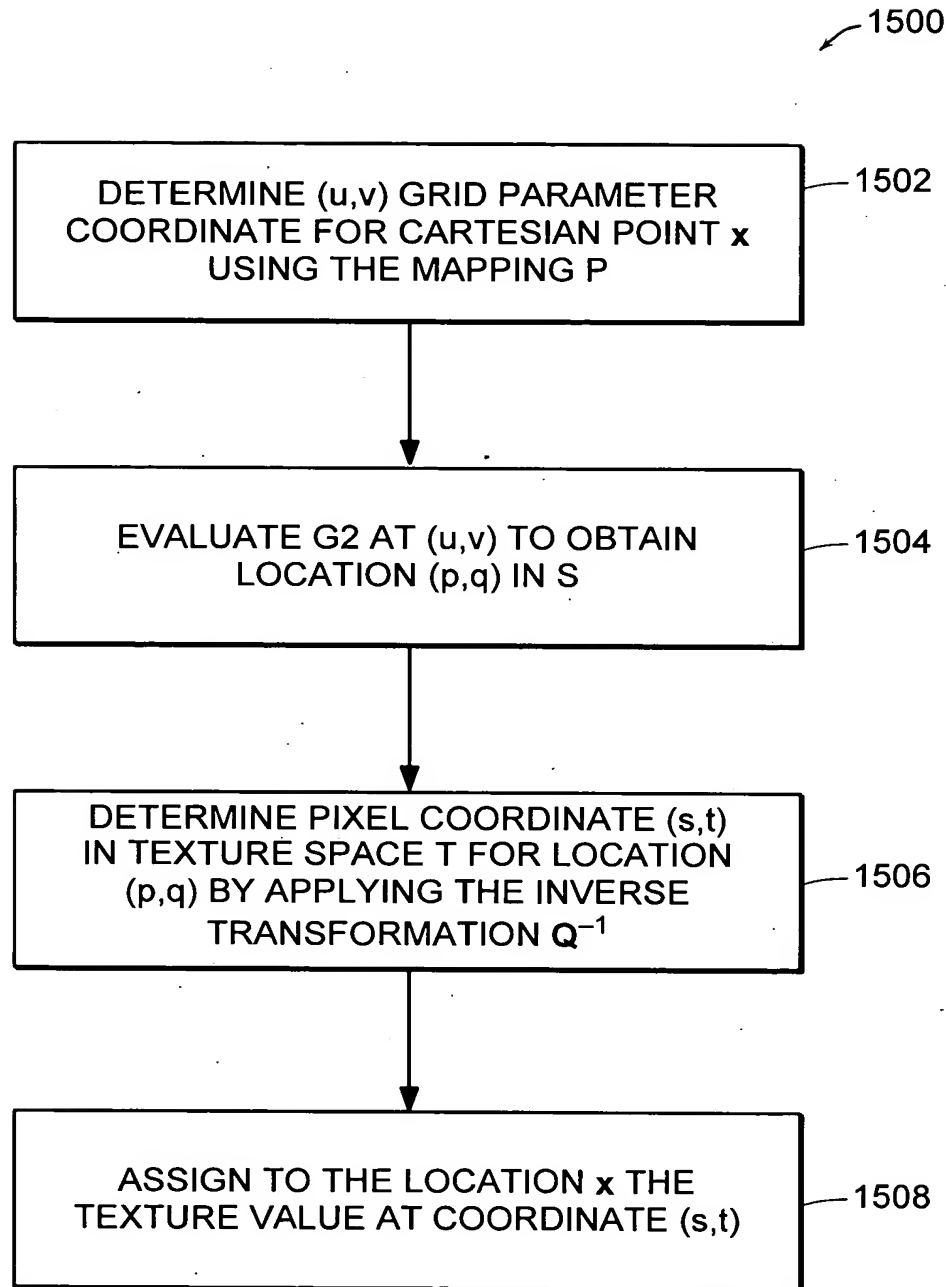 1500
DETERMINE (u,v) GRID PARAMETER
COORDINATE FOR CARTESIAN POINT x
USING THE MAPPING P
1502
EVALUATE G2 AT (u,v) TO OBTAIN
LOCATION (p,q) IN S
1504
DETERMINE PIXEL COORDINATE (s,t)
IN TEXTURE SPACE T FOR LOCATION
(p,q) BY APPLYING THE INVERSE
TRANSFORMATION Q⁻¹
1506
ASSIGN TO THE LOCATION x THE
TEXTURE VALUE AT COORDINATE (s,t)
1508